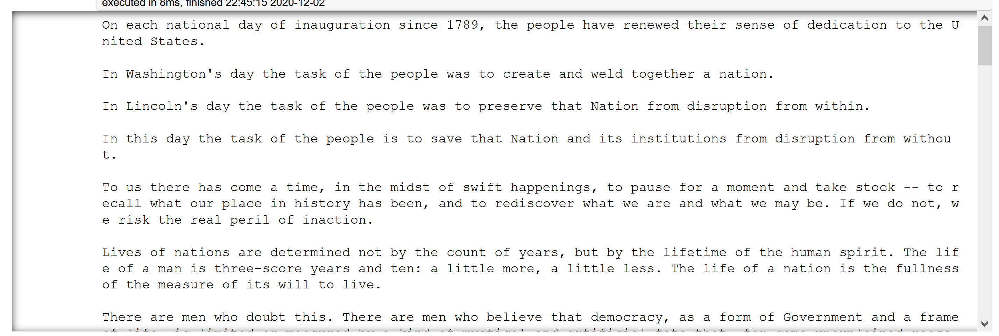 executed in 8ms, finished 22:45:15 2020-12-02
On each national day of inauguration since 1789, the people have renewed their sense of dedication to the U
nited States.
In Washington's day the task of the people was to create and weld together a nation.
In Lincoln's day the task of the people was to preserve that Nation from disruption from within.
In this day the task of the people is to save that Nation and its institutions from disruption from withou
t.
To us there has come a time, in the midst of swift happenings, to pause for a moment and take stock -- to r
ecall what our place in history has been, and to rediscover what we are and what we may be. If we do not, w
e risk the real peril of inaction.
Lives of nations are determined not by the count of years, but by the lifetime of the human spirit. The lif
e of a man is three-score years and ten: a little more, a little less. The life of a nation is the fullness
of the measure of its will to live.
There are men who doubt this. There are men who believe that democracy, as a form of Government and a frame